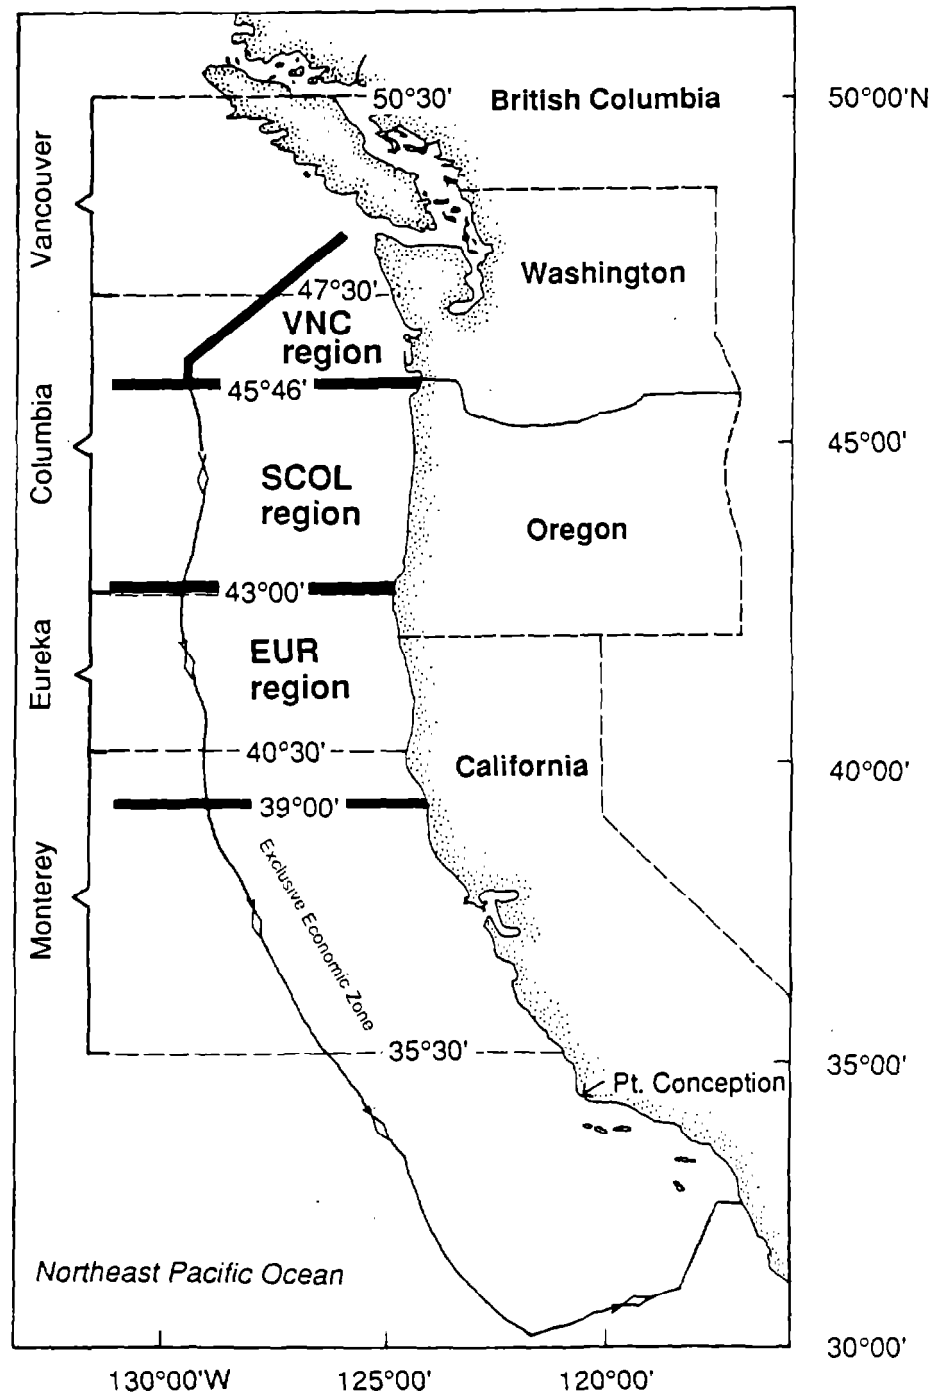 50°30'
British Columbia
50°00'N
Vancouver
Washington
47°30'
VNC
region
45°46'
Columbia
45°00'
SCOL
region
Oregon
43°00'
Eureka
EUR
region
40°30'
California
40°00'
39°00'
Monterey
Exclusive Economic Zone
35°30'
35°00'
Pt. Conception
Northeast Pacific Ocean
30°00'
130°00'W
125°00'
120°00'